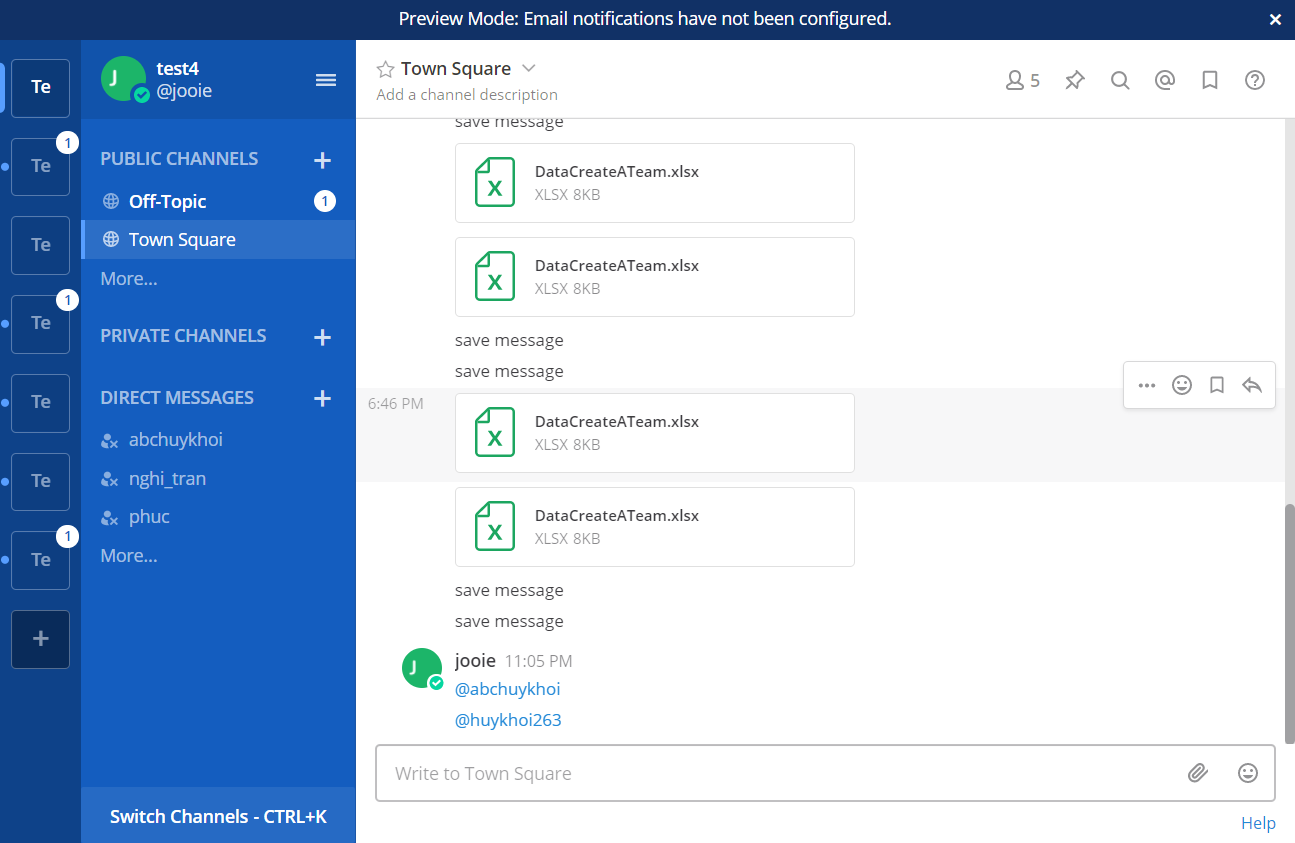 Preview Mode: Email notifications have not been configured.
Te
Te
1
Te
Te
1
Te
Te
Te
1
J
test4
@jooie
PUBLIC CHANNELS
Off-Topic
1
Town Square
More...
PRIVATE CHANNELS
DIRECT MESSAGES
abchuykhoi
nghi_tran
phuc
More...
Switch Channels - CTRL+K
Town Square
Add a channel description
5
save message
X
DataCreateATeam.xlsx
XLSX 8KB
X
DataCreateATeam.xlsx
XLSX 8KB
save message
save message
6:46 PM
X
DataCreateATeam.xlsx
XLSX 8KB
X
DataCreateATeam.xlsx
XLSX 8KB
save message
save message
J
jooie 11:05 PM
@abchuykhoi
@huykhoi263
Write to Town Square
Help